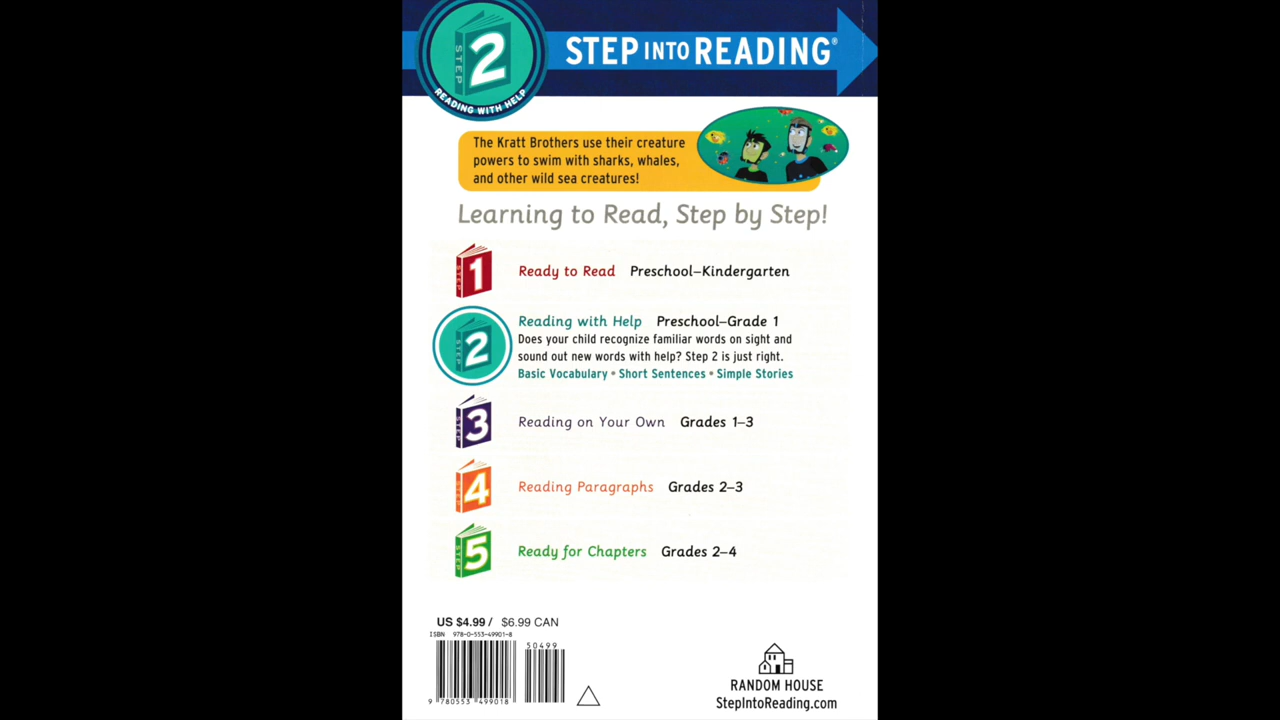 STEP 2
READING WITH HELP
STEP INTO READING®
The Kratt Brothers use their creature
powers to swim with sharks, whales,
and other wild sea creatures!
Learning to Read, Step by Step!
STEP 1
Ready to Read Preschool–Kindergarten
STEP 2
Reading with Help Preschool–Grade 1
Does your child recognize familiar words on sight and
sound out new words with help? Step 2 is just right.
Basic Vocabulary • Short Sentences • Simple Stories
STEP 3
Reading on Your Own Grades 1–3
STEP 4
Reading Paragraphs Grades 2–3
STEP 5
Ready for Chapters Grades 2–4
US $4.99 / $6.99 CAN
ISBN 978-0-553-49901-8
50499
9 780553 499018
RANDOM HOUSE
StepIntoReading.com